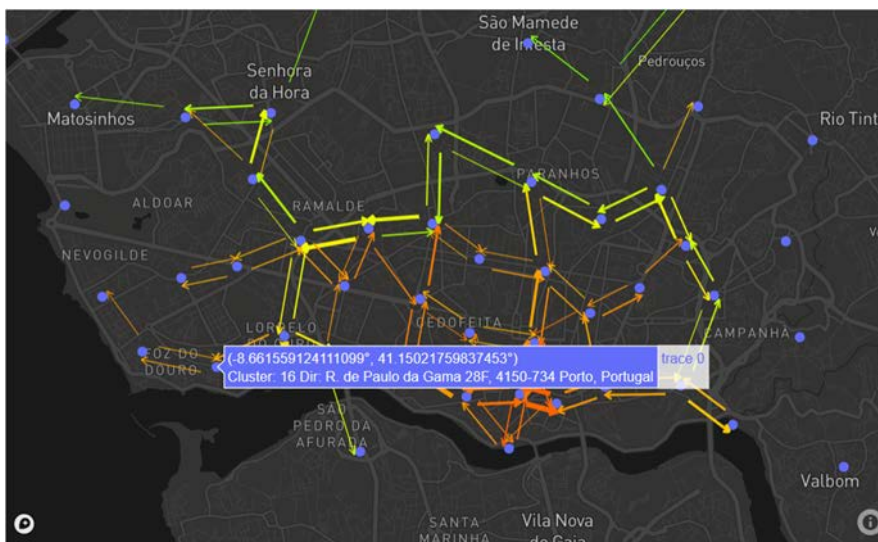 São Mamede
de Infesta
Pedrouços
Senhora
da Hora
Matosinhos
Rio Tint
PARANHOS
ALDOAR
RAMALDE
NEVOGILDE
CEDOFEITA
CAMPANHÃ
FOZ DO
DOURO
(-8.661559124111099°, 41.15021759837453°)
trace 0
Cluster: 16 Dir: R. de Paulo da Gama 28F, 4150-734 Porto, Portugal
SÃO
PEDRO DA
AFURADA
Valbom
SANTA
MARINHA
Vila Nova
de Gaia